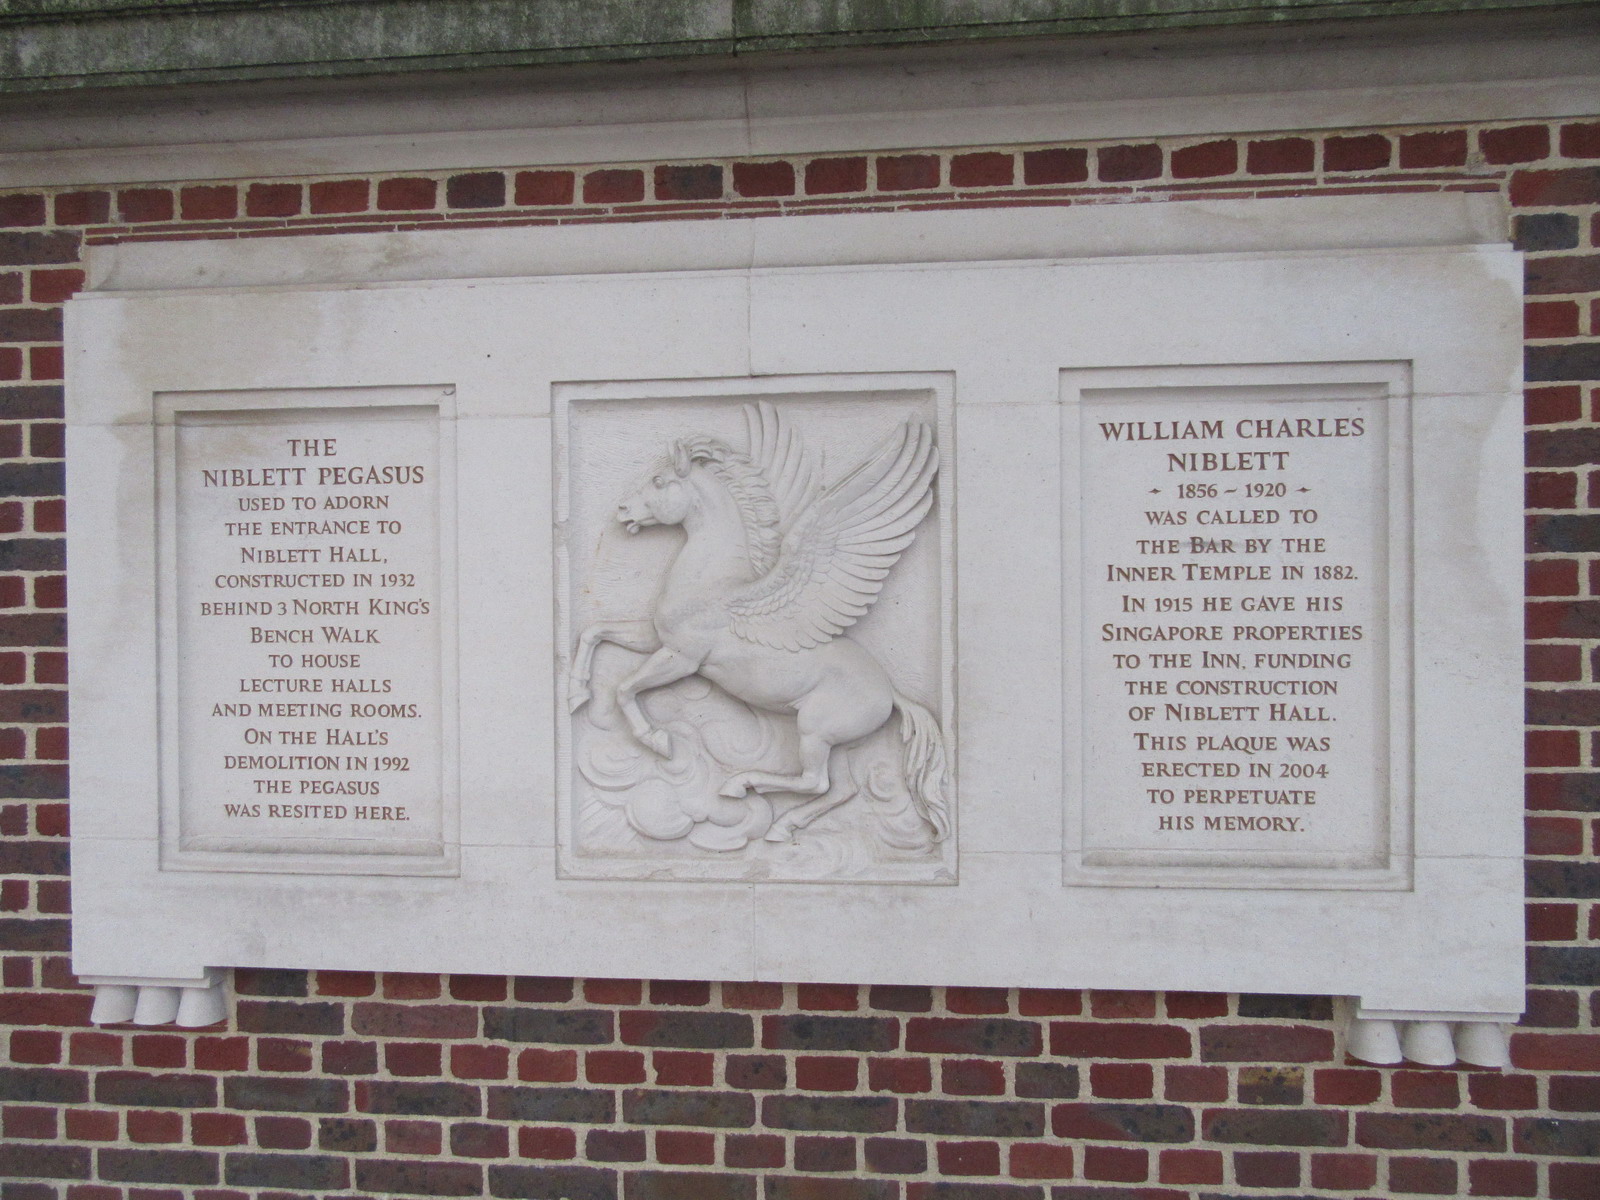 THE
NIBLETT PEGASUS
USED TO ADORN
THE ENTRANCE TO
NIBLETT HALL,
CONSTRUCTED IN 1932
BEHIND 3 NORTH KING'S
BENCH WALK
TO HOUSE
LECTURE HALLS
AND MEETING ROOMS.
ON THE HALL'S
DEMOLITION IN 1992
THE PEGASUS
WAS RESITED HERE.
WILLIAM CHARLES
NIBLETT
1856 – 1920
WAS CALLED TO
THE BAR BY THE
INNER TEMPLE IN 1882.
IN 1915 HE GAVE HIS
SINGAPORE PROPERTIES
TO THE INN, FUNDING
THE CONSTRUCTION
OF NIBLETT HALL.
THIS PLAQUE WAS
ERECTED IN 2004
TO PERPETUATE
HIS MEMORY.